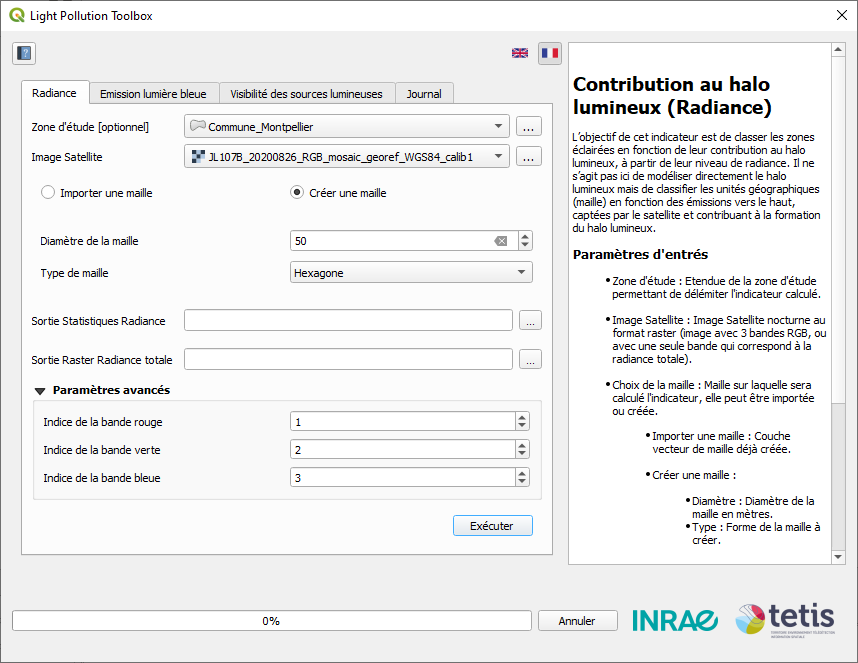 Light Pollution Toolbox
Radiance
Emission lumière bleue
Visibilité des sources lumineuses
Journal
Zone d'étude [optionnel]
Commune_Montpellier
...
Image Satellite
JL107B_20200826_RGB_mosaic_georef_WGS84_calib1
...
Importer une maille
Créer une maille
Diamètre de la maille
50
Type de maille
Hexagone
Sortie Statistiques Radiance
...
Sortie Raster Radiance totale
...
Paramètres avancés
Indice de la bande rouge
1
Indice de la bande verte
2
Indice de la bande bleue
3
Exécuter
Contribution au halo
lumineux (Radiance)
L'objectif de cet indicateur est de classer les zones
éclairées en fonction de leur contribution au halo
lumineux, à partir de leur niveau de radiance. Il ne
s'agit pas ici de modéliser directement le halo
lumineux mais de classifier les unités géographiques
(maille) en fonction des émissions vers le haut,
captées par le satellite et contribuant à la formation
du halo lumineux.
Paramètres d'entrés
• Zone d'étude : Etendue de la zone d'étude
permettant de délémiter l'indicateur calculé.
• Image Satellite : Image Satellite nocturne au
format raster (image avec 3 bandes RGB, ou
avec une seule bande qui correspond à la
radiance totale).
• Choix de la maille : Maille sur laquelle sera
calculé l'indicateur, elle peut être importée
ou créée.
• Importer une maille : Couche
vecteur de maille déjà créée.
• Créer une maille :
• Diamètre : Diamètre de la
maille en mètres.
• Type : Forme de la maille à
créer.
0%
Annuler
INRAE
tetis